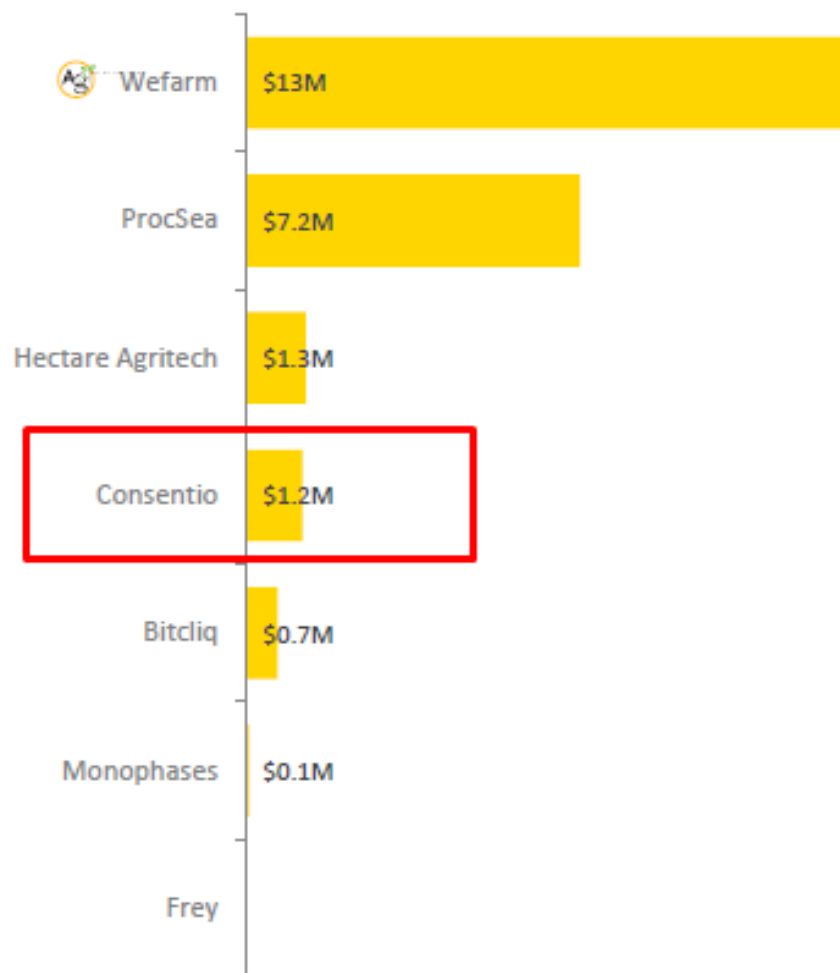 Ag
Wefarm $13M
ProcSea $7.2M
Hectare Agritech $1.3M
Consentio $1.2M
Bitcliq $0.7M
Monophases $0.1M
Frey